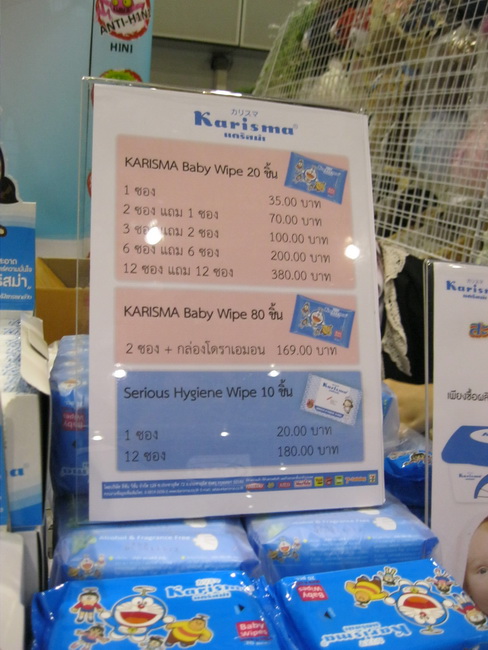 ANTI-H1N1
H1N1
カリスマ
Karisma
แคริสม่า
KARISMA Baby Wipe 20 ชิ้น
1 ซอง 35.00 บาท
2 ซอง แถม 1 ซอง 70.00 บาท
3 ซอง แถม 2 ซอง 100.00 บาท
6 ซอง แถม 6 ซอง 200.00 บาท
12 ซอง แถม 12 ซอง 380.00 บาท
KARISMA Baby Wipe 80 ชิ้น
2 ซอง + กล่องโดราเอมอน 169.00 บาท
Serious Hygiene Wipe 10 ชิ้น
Karisma
1 ซอง 20.00 บาท
12 ซอง 180.00 บาท
Karisma
& Fragrance Free
Karisma
Baby Wipes
Karisma
Baby Wipes